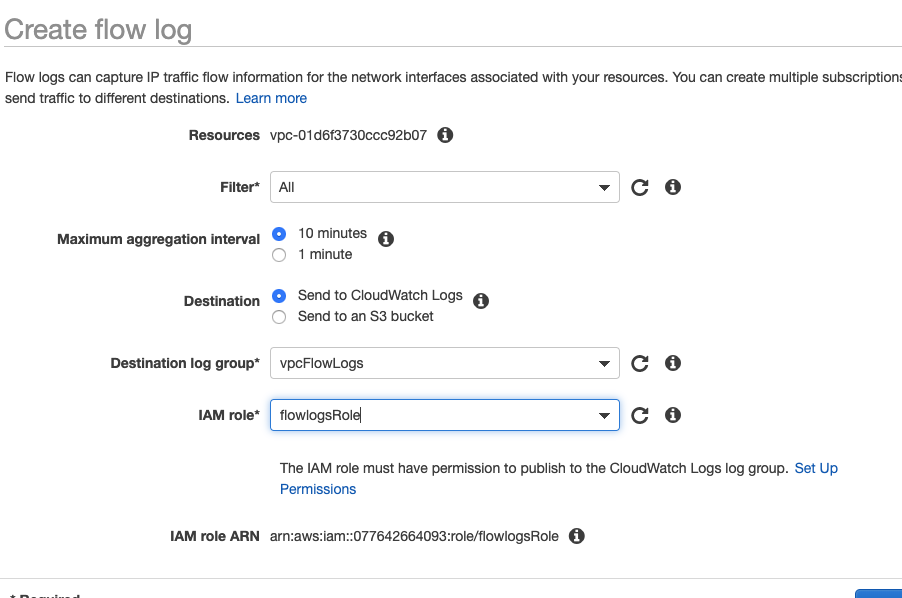 Create flow log
Flow logs can capture IP traffic flow information for the network interfaces associated with your resources. You can create multiple subscriptions
send traffic to different destinations. Learn more
Resources vpc-01d6f3730ccc92b07
Filter* All
Maximum aggregation interval 10 minutes
1 minute
Destination Send to CloudWatch Logs
Send to an S3 bucket
Destination log group* vpcFlowLogs
IAM role* flowlogsRole
The IAM role must have permission to publish to the CloudWatch Logs log group. Set Up
Permissions
IAM role ARN arn:aws:iam::077642664093:role/flowlogsRole
* Required